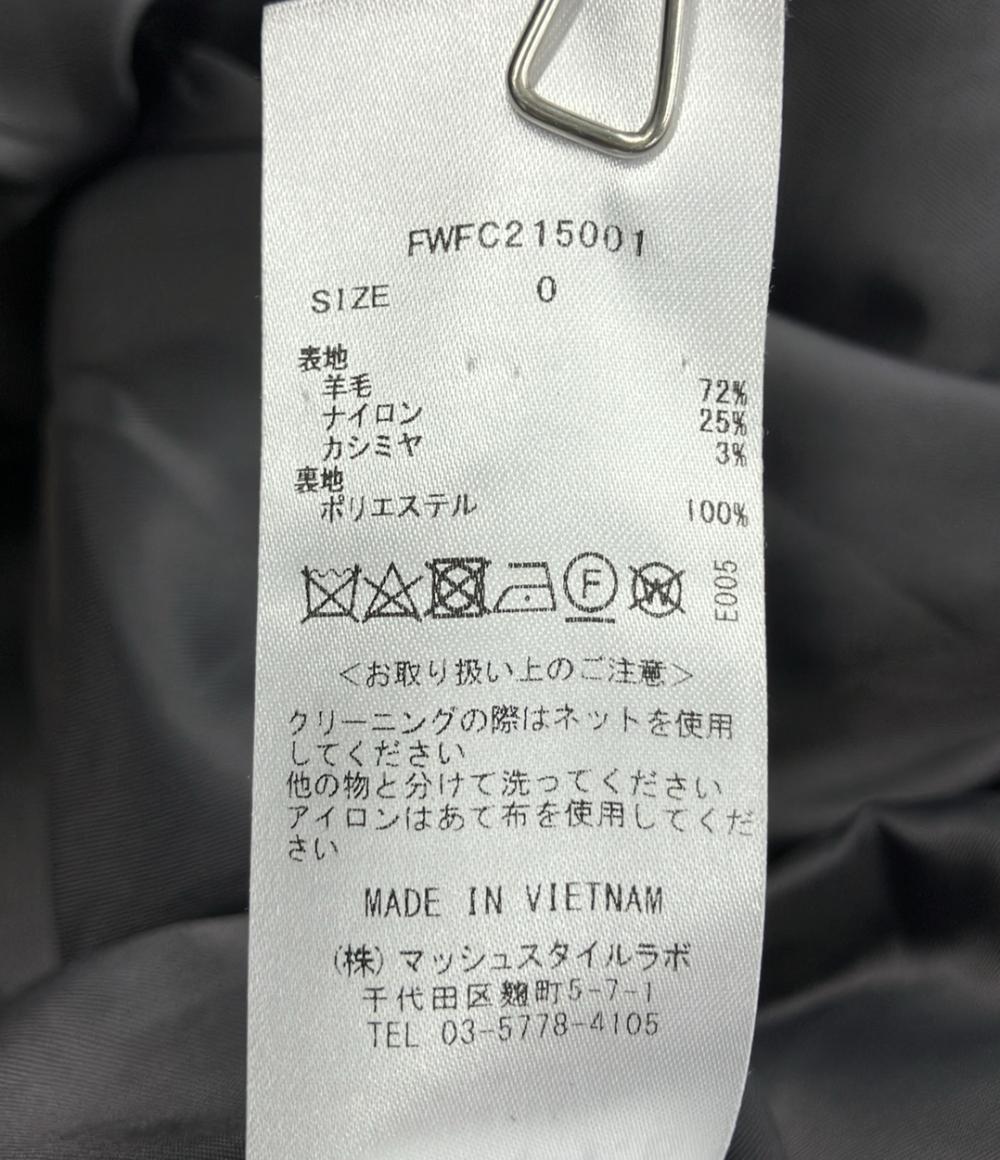 FWFC215001
SIZE 0
表地
羊毛 72%
ナイロン 25%
カシミヤ 3%
裏地
ポリエステル 100%
F W E005
<お取り扱い上のご注意>
クリーニングの際はネットを使用
してください
他の物と分けて洗ってください
アイロンはあて布を使用してくだ
さい
MADE IN VIETNAM
(株)マッシュスタイルラボ
千代田区麹町5-7-1
TEL 03-5778-4105